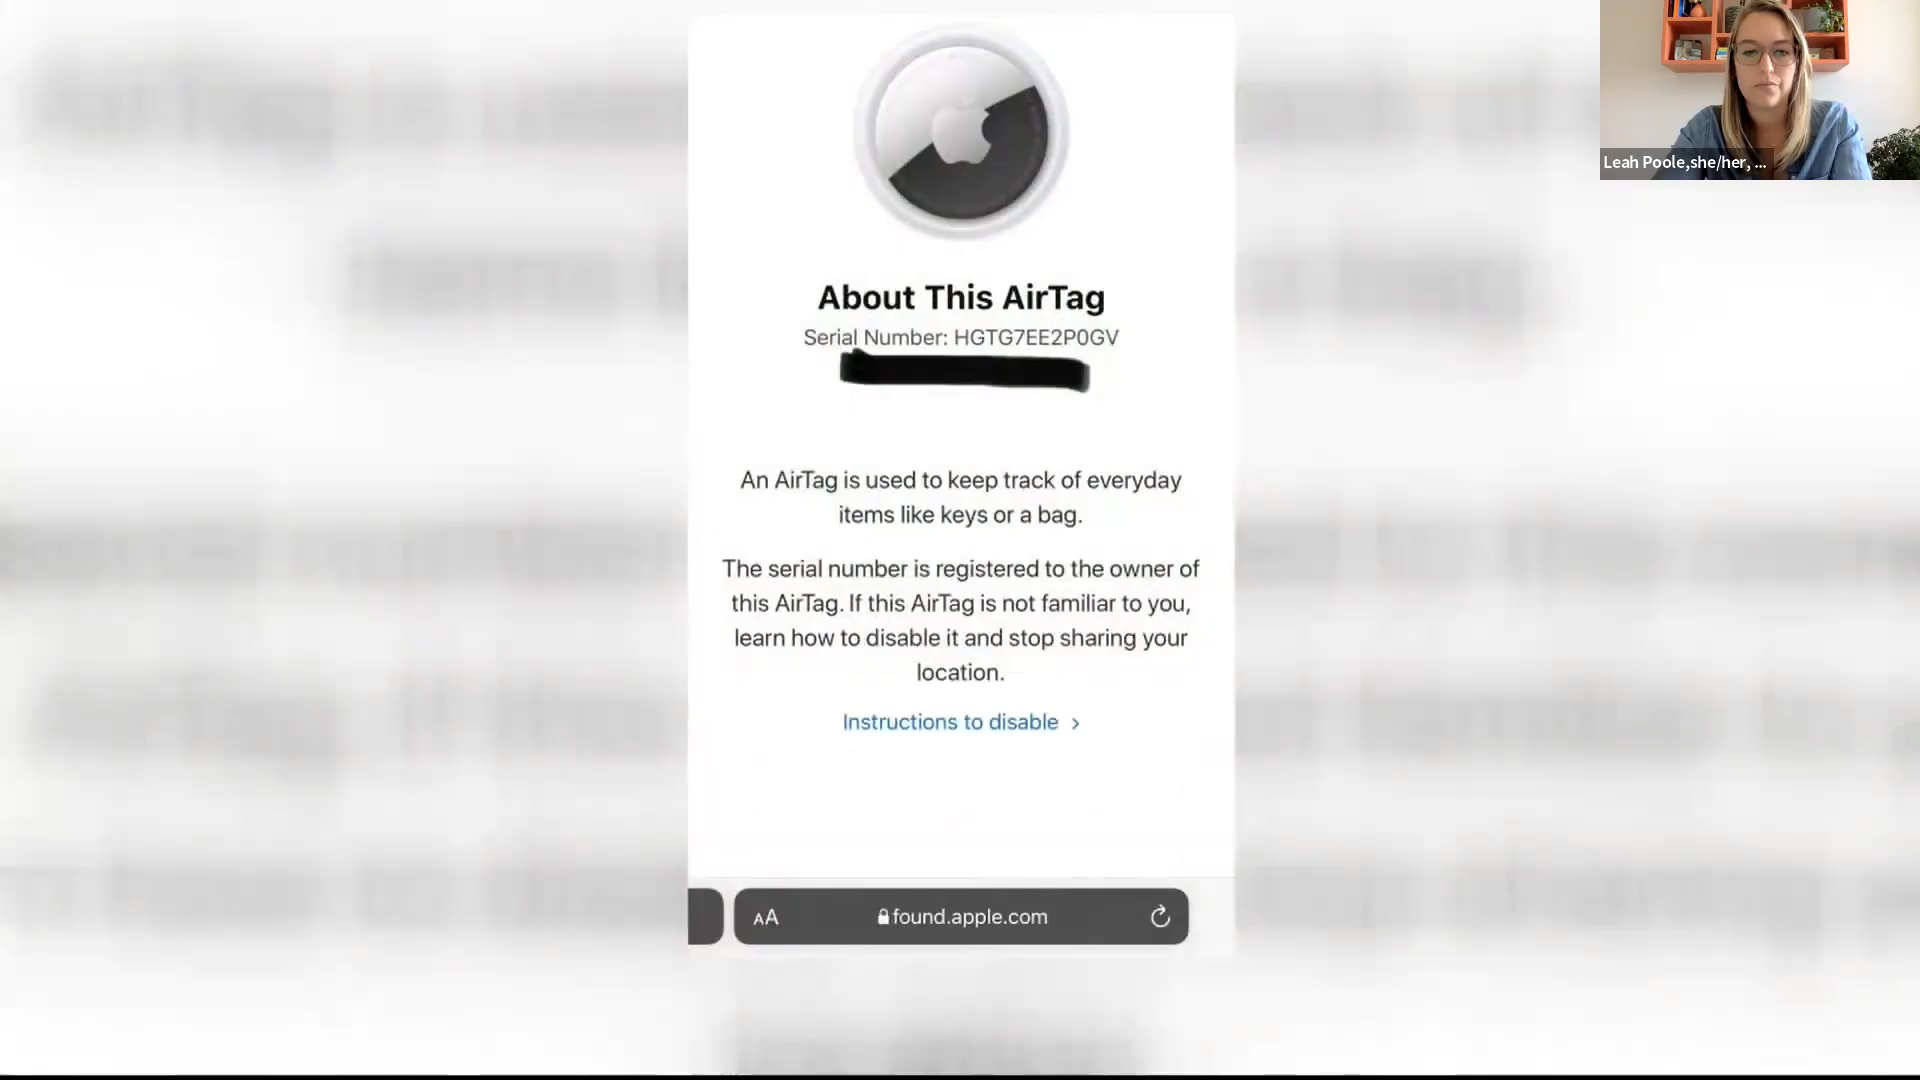 Leah Poole,she/her, ...
About This AirTag
Serial Number: HGTG7EE2P0GV
An AirTag is used to keep track of everyday
items like keys or a bag.
The serial number is registered to the owner of
this AirTag. If this AirTag is not familiar to you,
learn how to disable it and stop sharing your
location.
Instructions to disable >
AA found.apple.com